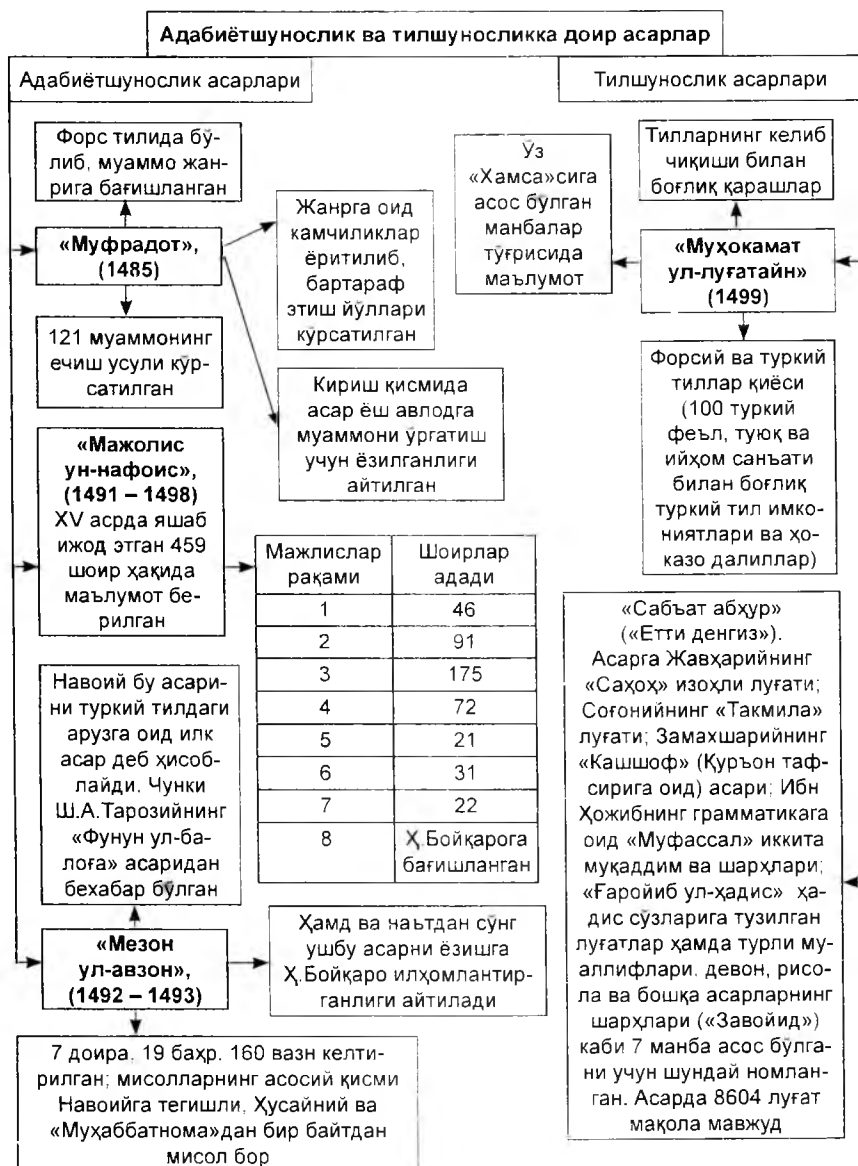 Адабиётшунослик ва тилшуносликка доир асарлар
Адабиётшунослик асарлари
Тилшунослик асарлари
Форс тилида бў-
либ, муаммо жан-
рига бағишланган
«Муфрадот»,
(1485)
121 муаммонинг
ечиш усули кўр-
сатилган
Жанрга оид
камчиликлар
ёритилиб,
бартараф
этиш йўллари
кўрсатилган
Кириш қисмида
асар ёш авлодга
муаммони ўргатиш
учун ёзилганлиги
айтилган
Ўз
«Хамса»сига
асос бўлган
манбалар
тўғрисида
маълумот
Тилларнинг келиб
чиқиши билан
боғлиқ қарашлар
«Муҳокамат
ул-луғатайн»
(1499)
Форсий ва туркий
тиллар қиёси
(100 туркий
феъл, туюқ ва
ийҳом санъати
билан боғлиқ
туркий тил имко-
ниятлари ва ҳо-
казо далиллар)
«Мажолис
ун-нафоис»,
(1491 – 1498)
XV асрда яшаб
ижод этган 459
шоир ҳақида
маълумот бе-
рилган
Мажлислар рақами Шоирлар адади
1 46
2 91
3 175
4 72
5 21
6 31
7 22
8 Ҳ.Бойқарога бағишланган
Навоий бу асари-
ни туркий тилдаги
арузга оид илк
асар деб ҳисоб-
лайди. Чунки
Ш.А.Тарозийнинг
«Фунун ул-ба-
лоға» асаридан
бехабар бўлган
«Мезон
ул-авзон»,
(1492 – 1493)
Ҳамд ва наътдан сўнг
ушбу асарни ёзишга
Ҳ.Бойқаро илҳомлантир-
ганлиги айтилади
7 доира, 19 баҳр, 160 вазн келти-
рилган; мисолларнинг асосий қисми
Навоийга тегишли, Ҳусайний ва
«Муҳаббатнома»дан бир байтдан
мисол бор
«Сабъат абҳур»
(«Етти денгиз»).
Асарга Жавҳарийнинг
«Саҳоҳ» изоҳли луғати;
Соғонийнинг «Такмила»
луғати; Замахшарийнинг
«Кашшоф» (Қуръон таф-
сирига оид) асари; Ибн
Ҳожибнинг грамматикага
оид «Муфассал» иккита
муқаддим ва шарҳлари;
«Ғаройиб ул-ҳадис» ҳа-
дис сўзларига тузилган
луғатлар ҳамда турли му-
аллифлари, девон, рисо-
ла ва бошқа асарларнинг
шарҳлари («Завойид»)
каби 7 манба асос бўлга-
ни учун шундай номлан-
ган. Асарда 8604 луғат
мақола мавжуд